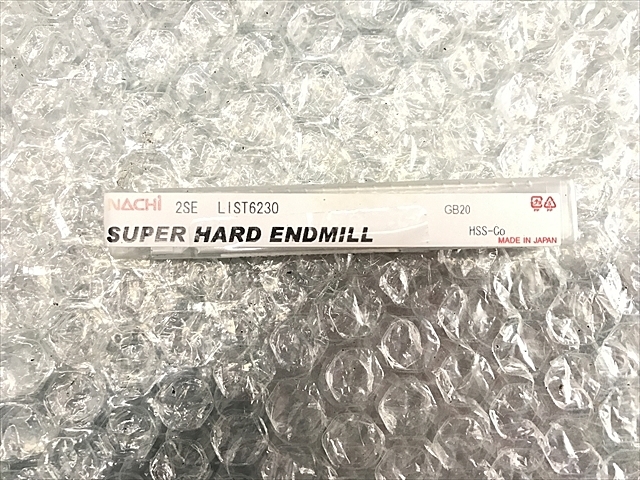 NACHi 2SE LIST6230 GB20
SUPER HARD ENDMILL HSS-Co
MADE IN JAPAN